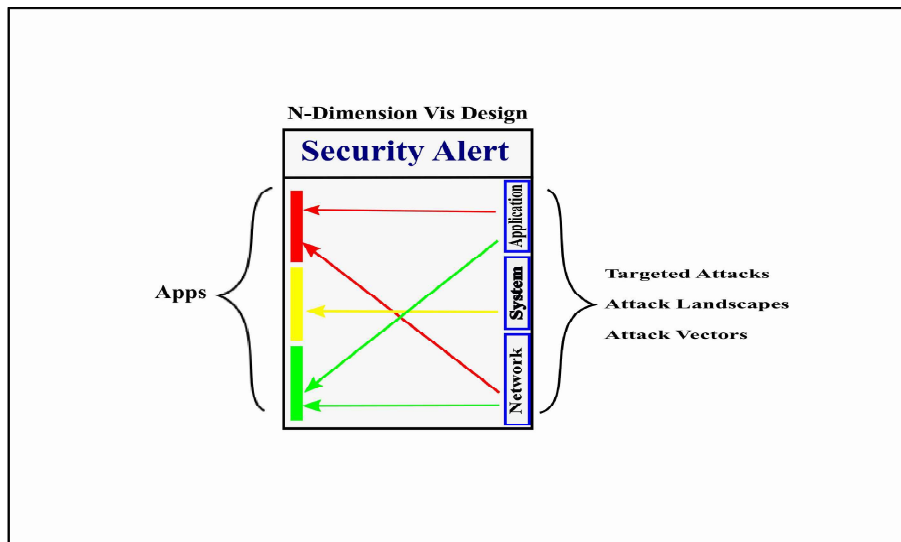 N-Dimension Vis Design
Security Alert
Apps
Application
System
Network
Targeted Attacks
Attack Landscapes
Attack Vectors